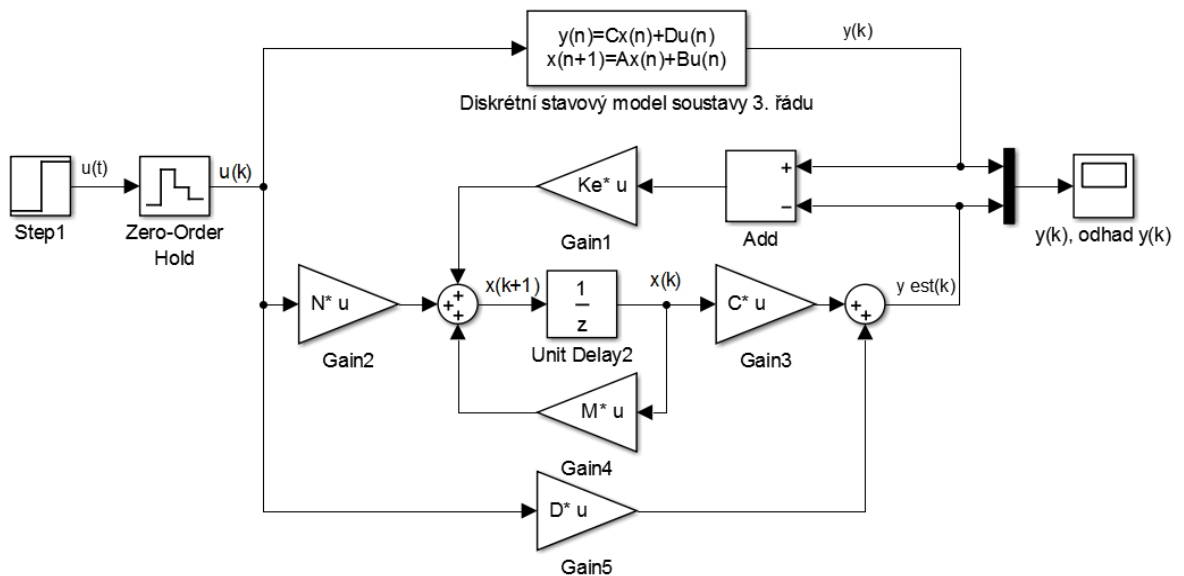 y(n)=Cx(n)+Du(n)
x(n+1)=Ax(n)+Bu(n)
y(k)
Diskrétní stavový model soustavy 3. řádu
u(t)
u(k)
Step1
Zero-Order
Hold
Ke* u
Gain1
+
−
Add
y(k), odhad y(k)
N* u
Gain2
+
+
+
x(k+1)
1
z
Unit Delay2
x(k)
C* u
Gain3
+
+
y est(k)
M* u
Gain4
D* u
Gain5